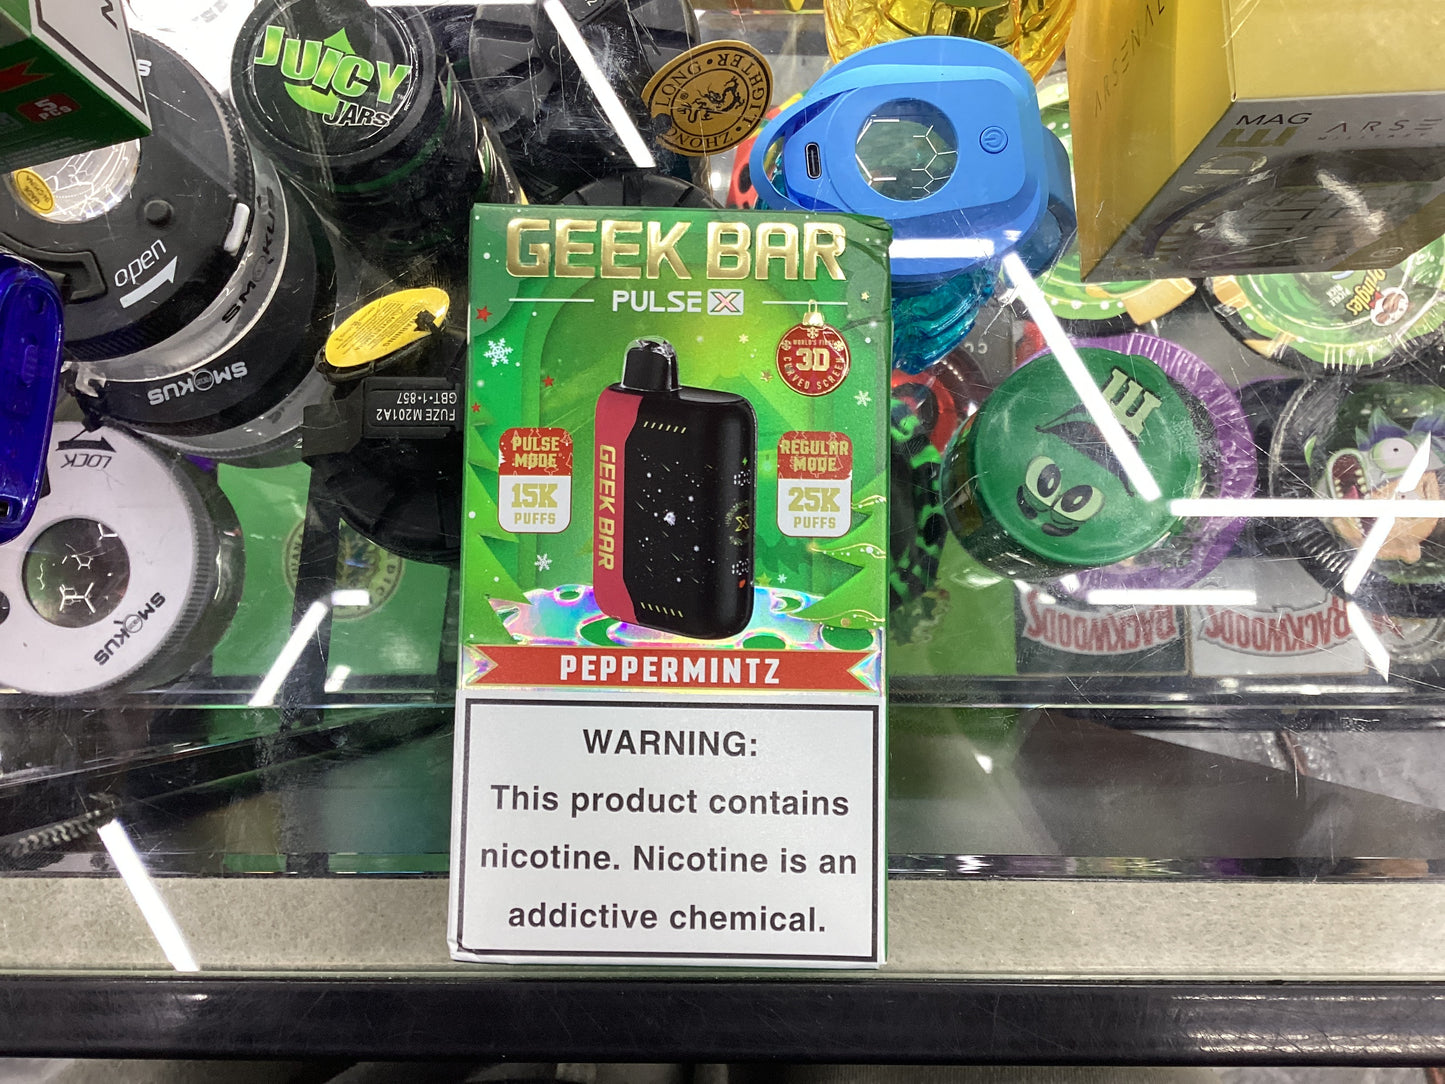 GEEK BAR
PULSE X
WORLD'S FIRST
3D
CURVED SCREEN
PULSE
MODE
15K
PUFFS
REGULAR
MODE
25K
PUFFS
GEEK BAR
PEPPERMINTZ
WARNING:
This product contains
nicotine. Nicotine is an
addictive chemical.
JUICY
JARS
5
PCS
open
SMOKUS
SMOKUS
LOCK
SMOKUS
FUZE M201A2
GBT-1-857
ZHONG LONG LIGHTER
ARSENAL
MAG
BACKWOODS
BACKWOODS